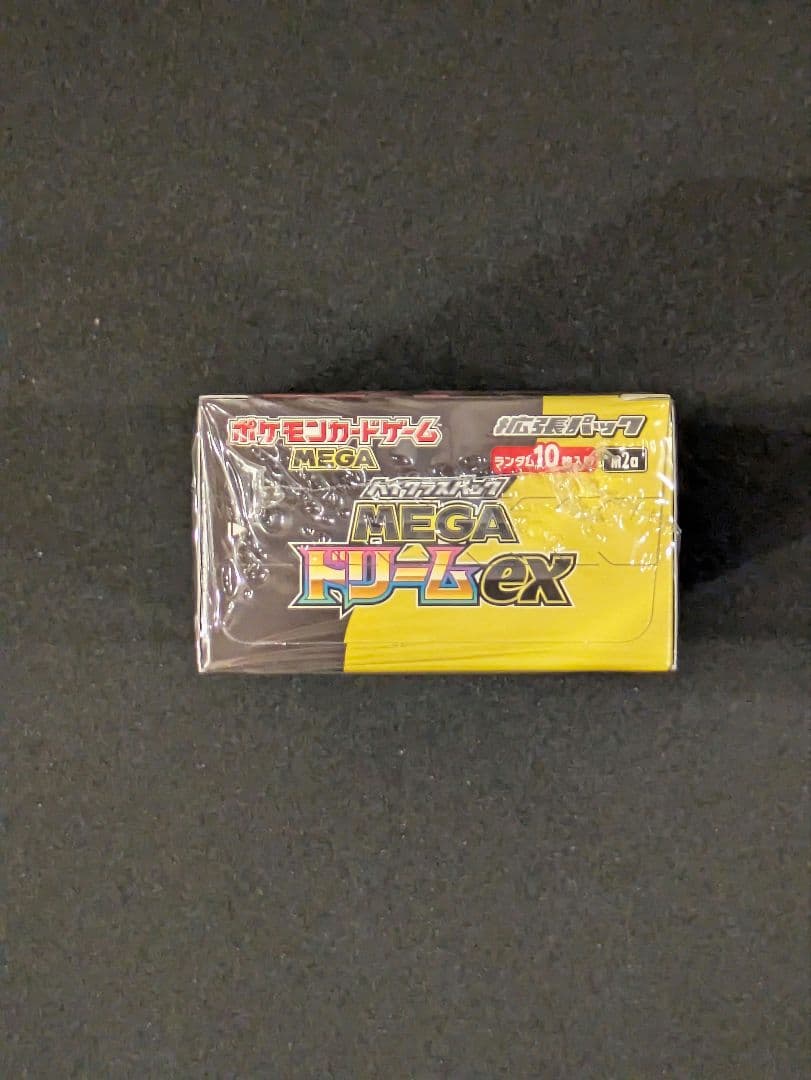 ポケモンカードゲーム
MEGA
拡張パック
ランダム10枚入り
m2a
ハイクラスパック
MEGA
ドリームex